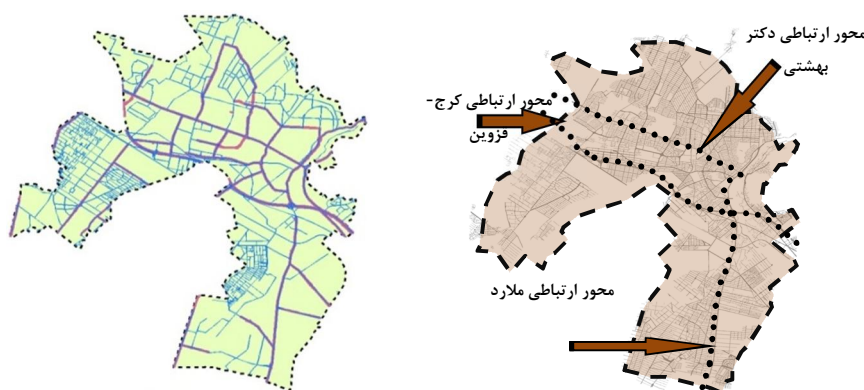 محور ارتباطی دکتر
بهشتی
محور ارتباطی کرج-
قزوین
محور ارتباطی ملارد